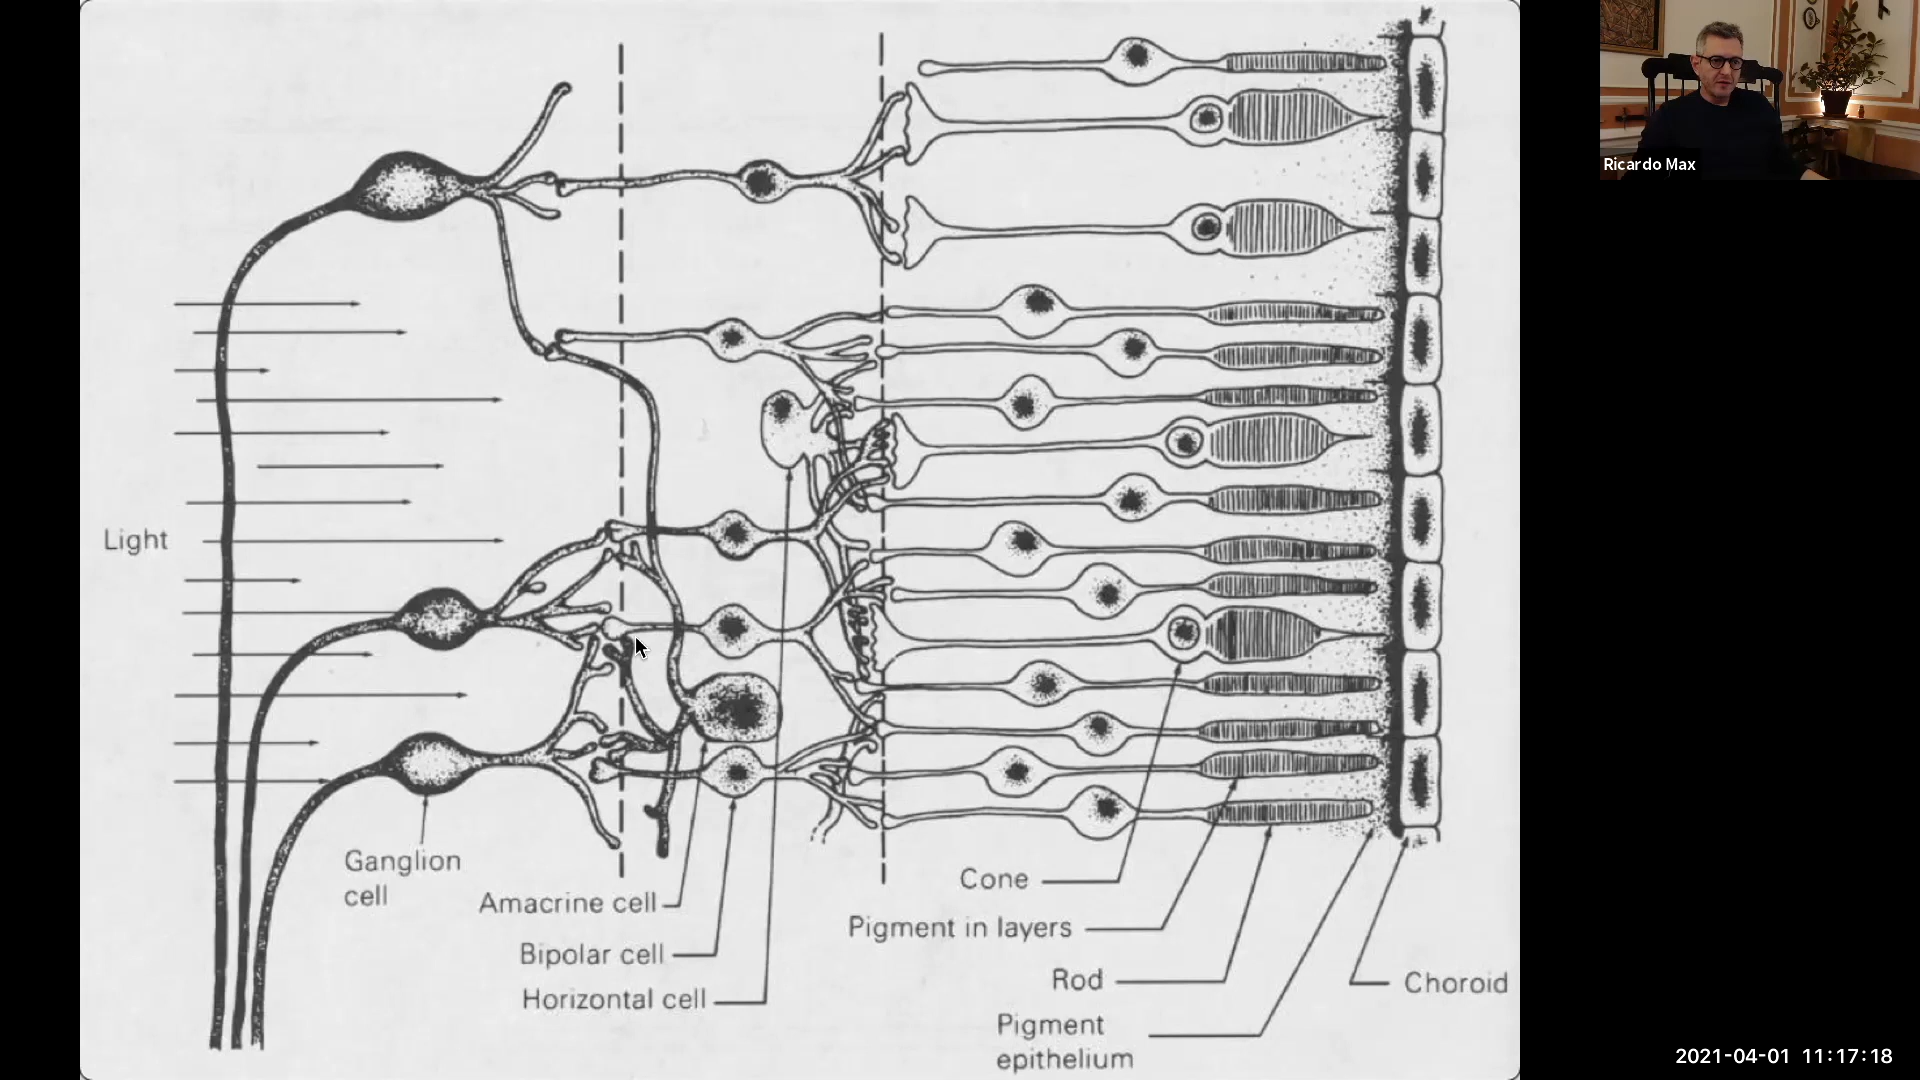 Ricardo Max
Light
Ganglion
cell
Amacrine cell
Bipolar cell
Horizontal cell
Cone
Pigment in layers
Rod
Pigment
epithelium
Choroid
2021-04-01 11:17:18